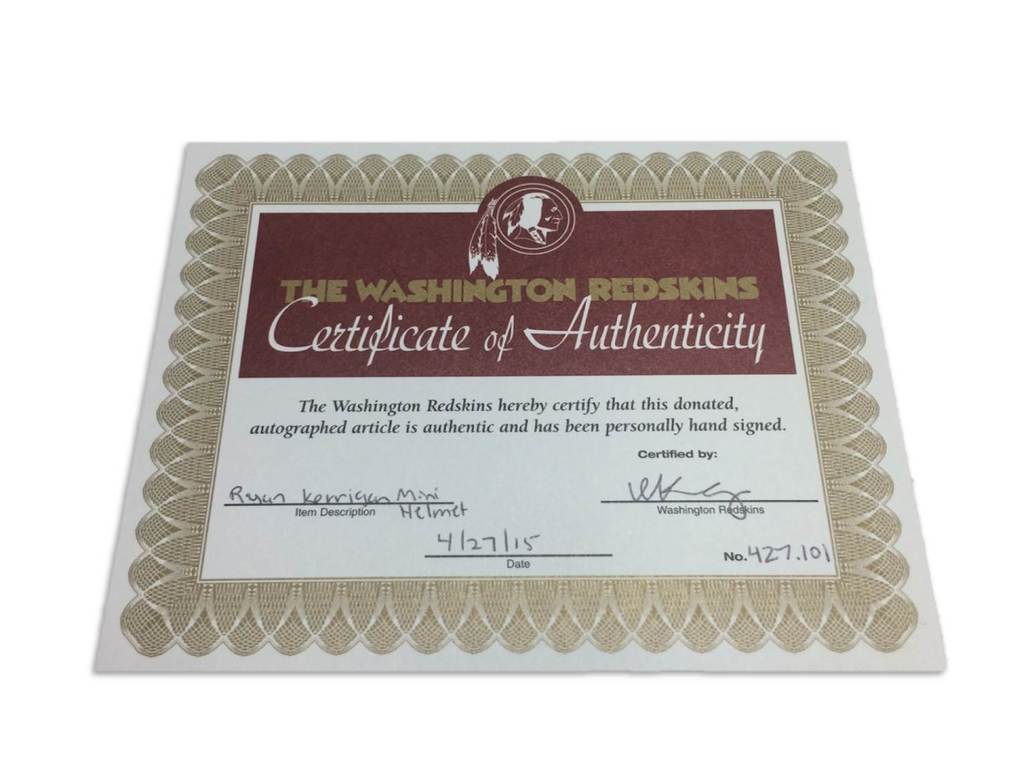 THE WASHINGTON REDSKINS
Certificate of Authenticity
The Washington Redskins hereby certify that this donated,
autographed article is authentic and has been personally hand signed.
Certified by:
Ryan Kerrigan Mini
Helmet
Item Description
Washington Redskins
4/27/15
Date
No. 427.101